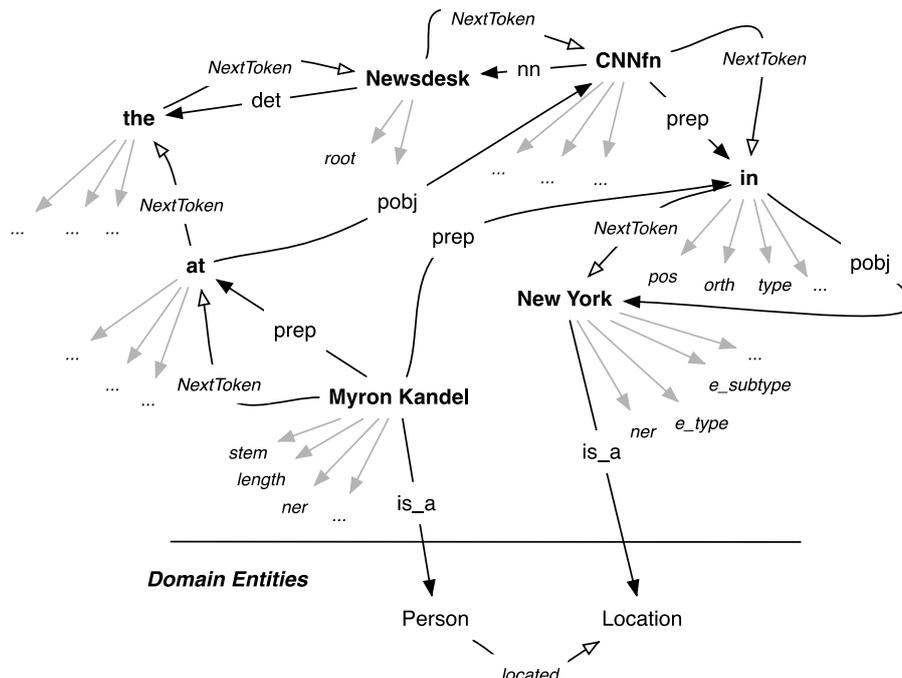 NextToken
NextToken
CNNfn
NextToken
Newsdesk
nn
det
the
prep
root
...
...
...
in
pobj
NextToken
...
...
...
prep
NextToken
pobj
at
pos
orth
type
...
New York
prep
...
...
e_subtype
...
NextToken
Myron Kandel
...
e_type
ner
stem
is_a
length
ner
...
is_a
Domain Entities
Person
Location
located